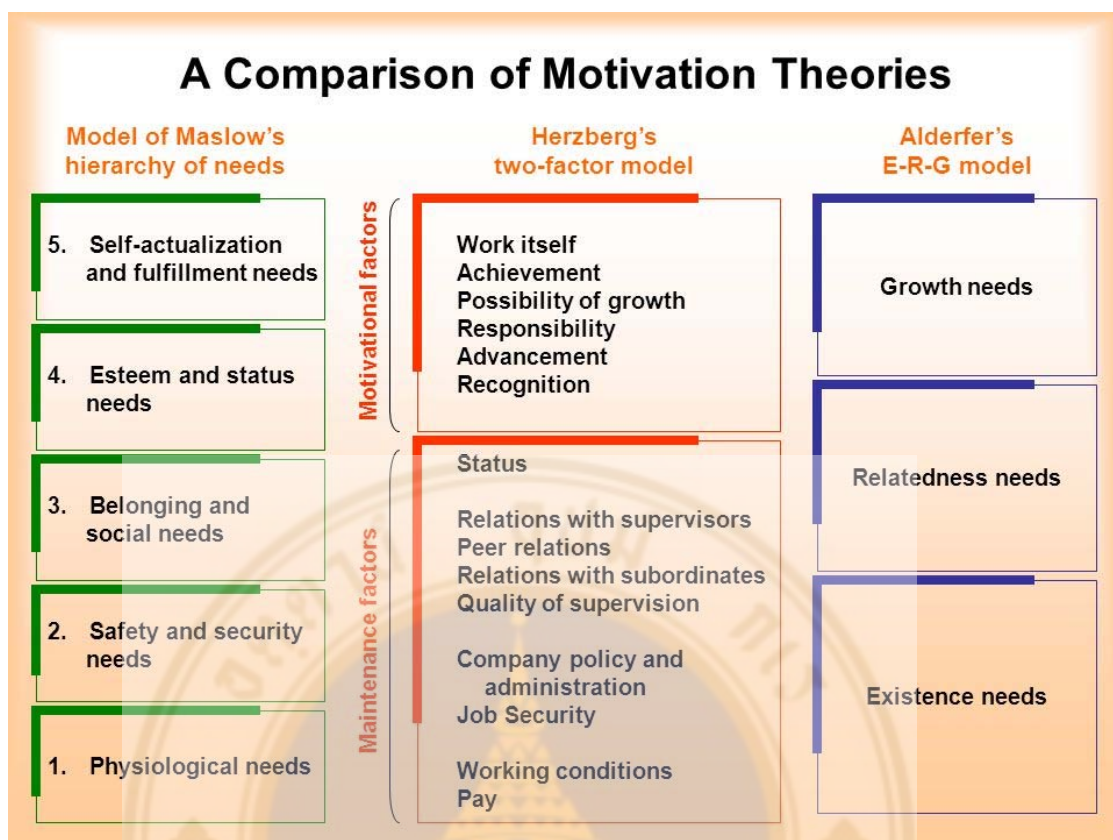 A Comparison of Motivation Theories
Model of Maslow's
hierarchy of needs
5. Self-actualization
and fulfillment needs
4. Esteem and status
needs
3. Belonging and
social needs
2. Safety and security
needs
1. Physiological needs
Herzberg's
two-factor model
Motivational factors
Work itself
Achievement
Possibility of growth
Responsibility
Advancement
Recognition
Maintenance factors
Status
Relations with supervisors
Peer relations
Relations with subordinates
Quality of supervision
Company policy and
administration
Job Security
Working conditions
Pay
Alderfer's
E-R-G model
Growth needs
Relatedness needs
Existence needs